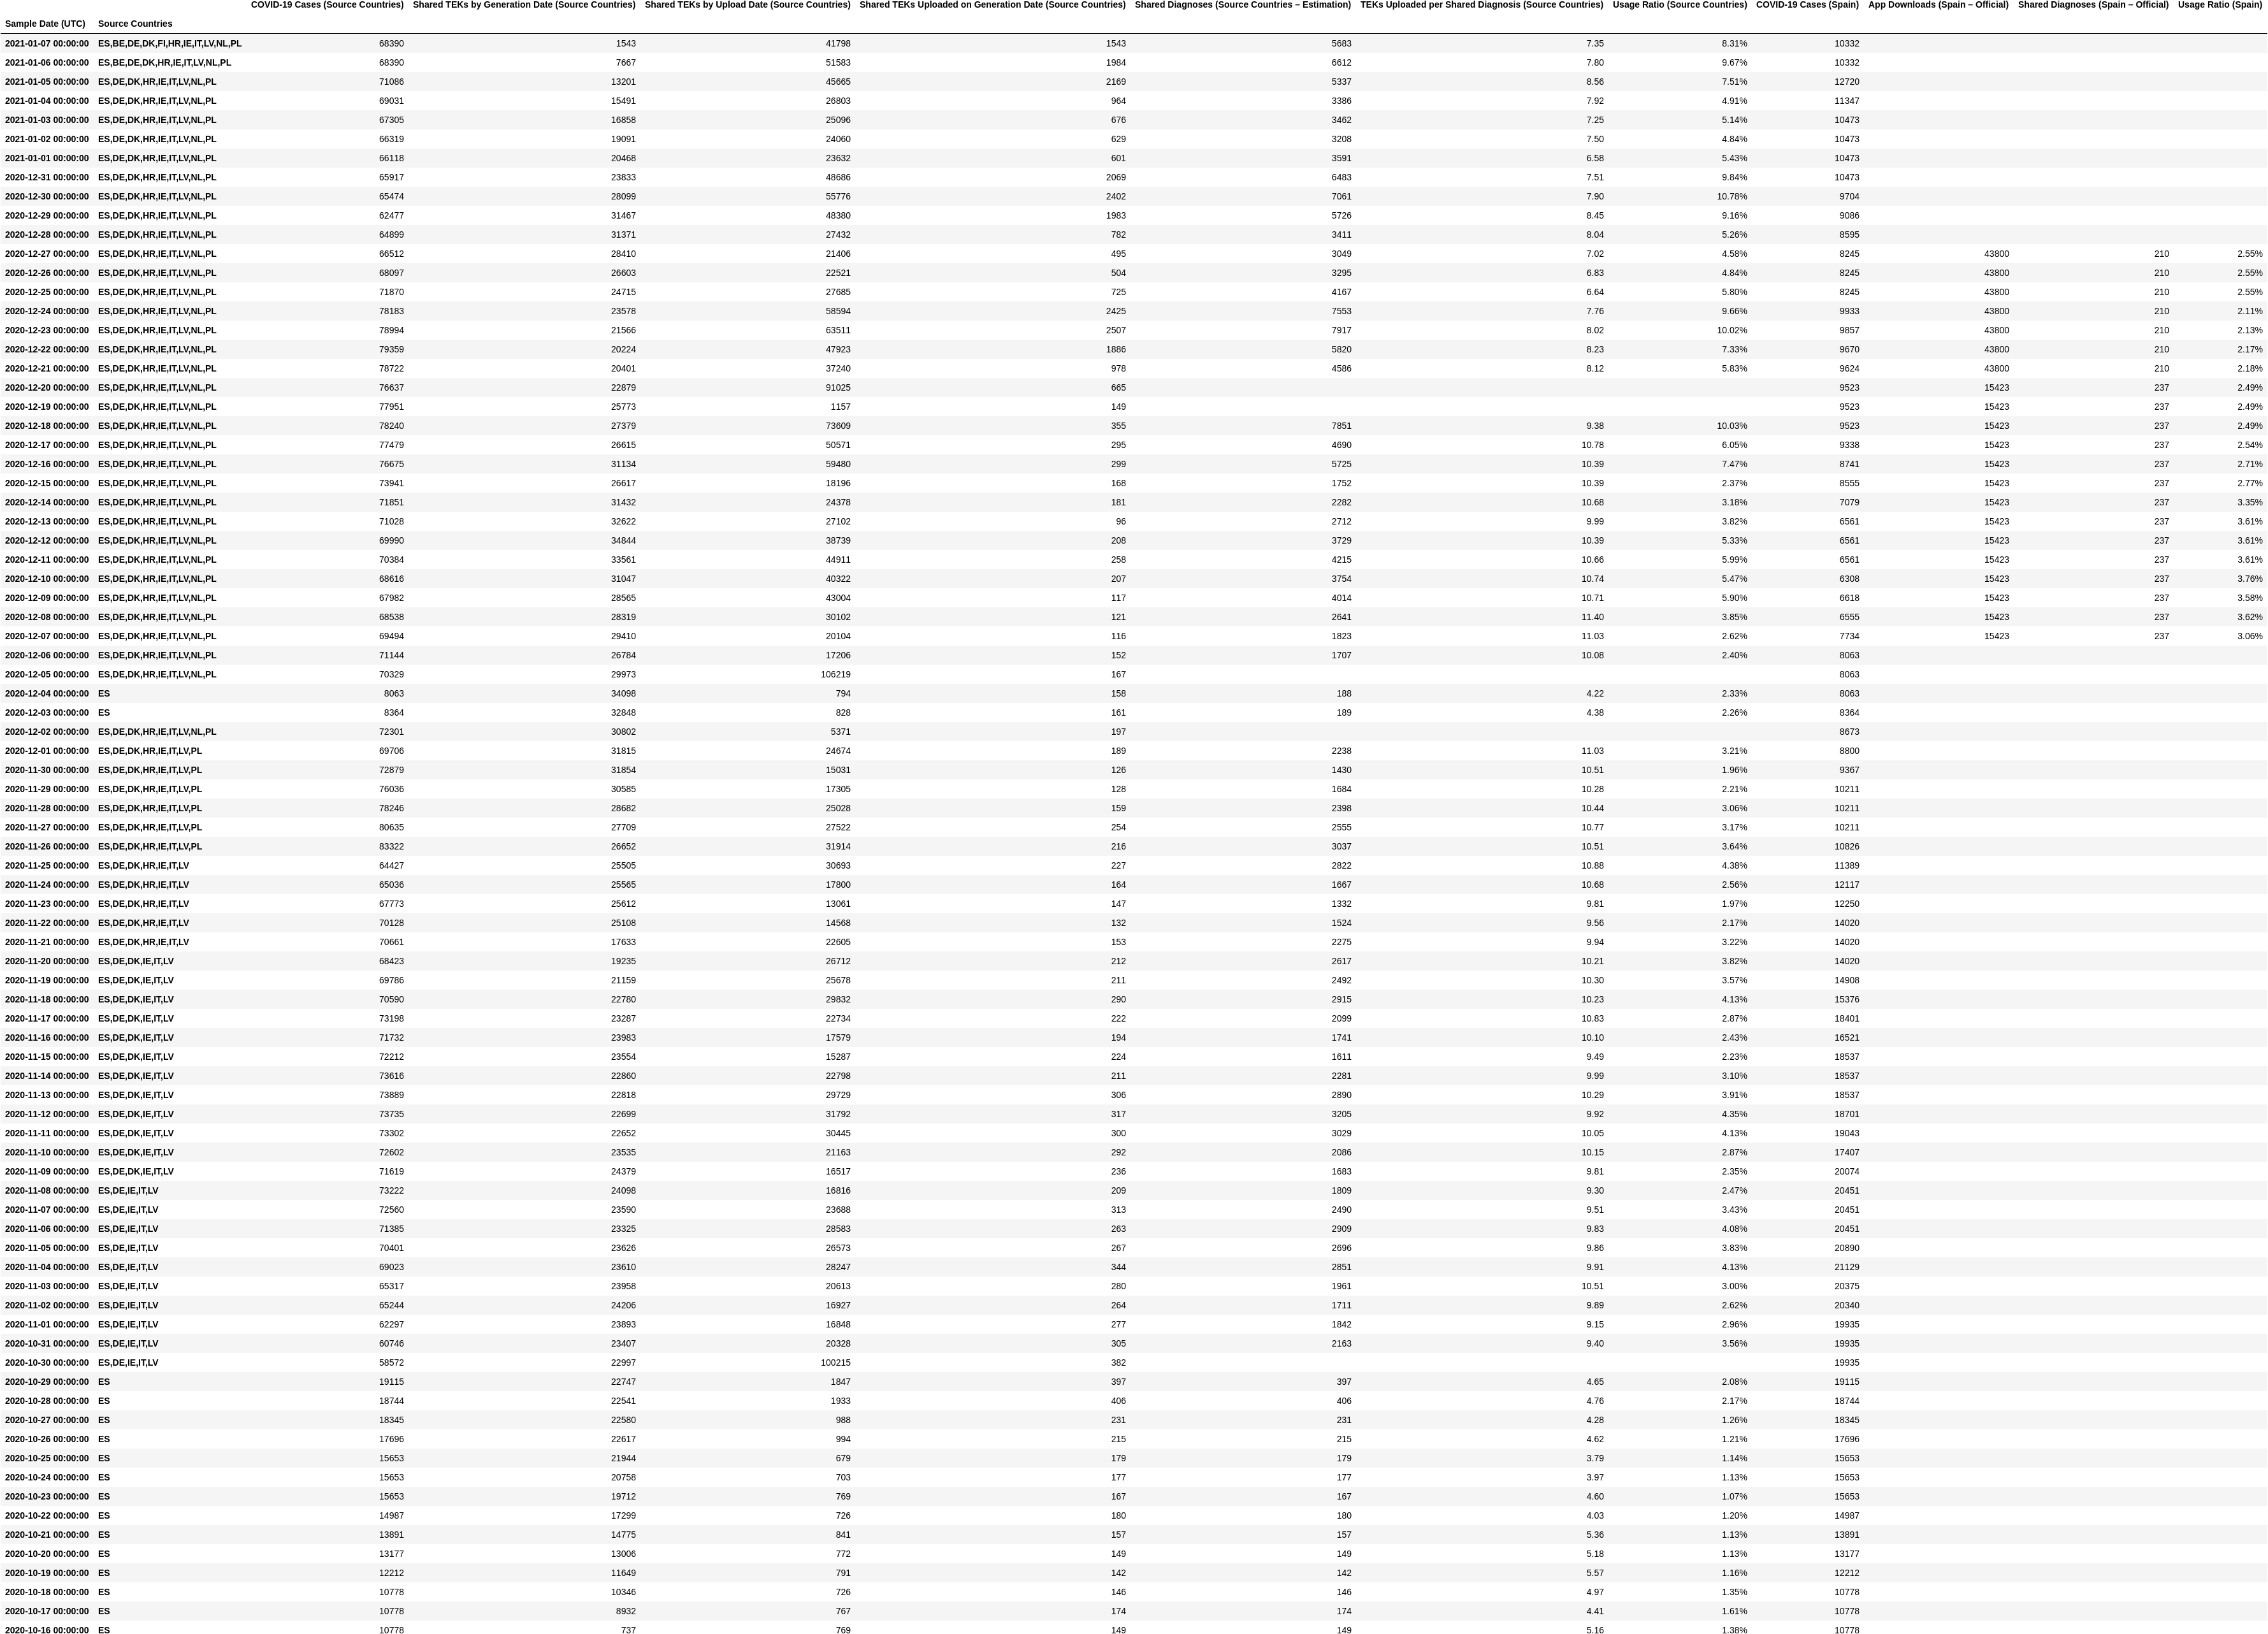 COVID-19 Cases (Source Countries) Shared TEKs by Generation Date (Source Countries) Shared TEKs by Upload Date (Source Countries) Shared TEKs Uploaded on Generation Date (Source Countries) Shared Diagnoses (Source Countries – Estimation) TEKs Uploaded per Shared Diagnosis (Source Countries) Usage Ratio (Source Countries) COVID-19 Cases (Spain) App Downloads (Spain – Official) Shared Diagnoses (Spain – Official) Usage Ratio (Spain)
Sample Date (UTC) Source Countries
2021-01-07 00:00:00 ES,BE,DE,DK,FI,HR,IE,IT,LV,NL,PL 68390 1543 41798 1543 5683 7.35 8.31% 10332
2021-01-06 00:00:00 ES,BE,DE,DK,HR,IE,IT,LV,NL,PL 68390 7667 51583 1984 6612 7.80 9.67% 10332
2021-01-05 00:00:00 ES,DE,DK,HR,IE,IT,LV,NL,PL 71086 13201 45665 2169 5337 8.56 7.51% 12720
2021-01-04 00:00:00 ES,DE,DK,HR,IE,IT,LV,NL,PL 69031 15491 26803 964 3386 7.92 4.91% 11347
2021-01-03 00:00:00 ES,DE,DK,HR,IE,IT,LV,NL,PL 67305 16858 25096 676 3462 7.25 5.14% 10473
2021-01-02 00:00:00 ES,DE,DK,HR,IE,IT,LV,NL,PL 66319 19091 24060 629 3208 7.50 4.84% 10473
2021-01-01 00:00:00 ES,DE,DK,HR,IE,IT,LV,NL,PL 66118 20468 23632 601 3591 6.58 5.43% 10473
2020-12-31 00:00:00 ES,DE,DK,HR,IE,IT,LV,NL,PL 65917 23833 48686 2069 6483 7.51 9.84% 10473
2020-12-30 00:00:00 ES,DE,DK,HR,IE,IT,LV,NL,PL 65474 28099 55776 2402 7061 7.90 10.78% 9704
2020-12-29 00:00:00 ES,DE,DK,HR,IE,IT,LV,NL,PL 62477 31467 48380 1983 5726 8.45 9.16% 9086
2020-12-28 00:00:00 ES,DE,DK,HR,IE,IT,LV,NL,PL 64899 31371 27432 782 3411 8.04 5.26% 8595
2020-12-27 00:00:00 ES,DE,DK,HR,IE,IT,LV,NL,PL 66512 28410 21406 495 3049 7.02 4.58% 8245 43800 210 2.55%
2020-12-26 00:00:00 ES,DE,DK,HR,IE,IT,LV,NL,PL 68097 26603 22521 504 3295 6.83 4.84% 8245 43800 210 2.55%
2020-12-25 00:00:00 ES,DE,DK,HR,IE,IT,LV,NL,PL 71870 24715 27685 725 4167 6.64 5.80% 8245 43800 210 2.55%
2020-12-24 00:00:00 ES,DE,DK,HR,IE,IT,LV,NL,PL 78183 23578 58594 2425 7553 7.76 9.66% 9933 43800 210 2.11%
2020-12-23 00:00:00 ES,DE,DK,HR,IE,IT,LV,NL,PL 78994 21566 63511 2507 7917 8.02 10.02% 9857 43800 210 2.13%
2020-12-22 00:00:00 ES,DE,DK,HR,IE,IT,LV,NL,PL 79359 20224 47923 1886 5820 8.23 7.33% 9670 43800 210 2.17%
2020-12-21 00:00:00 ES,DE,DK,HR,IE,IT,LV,NL,PL 78722 20401 37240 978 4586 8.12 5.83% 9624 43800 210 2.18%
2020-12-20 00:00:00 ES,DE,DK,HR,IE,IT,LV,NL,PL 76637 22879 91025 665 9523 15423 237 2.49%
2020-12-19 00:00:00 ES,DE,DK,HR,IE,IT,LV,NL,PL 77951 25773 1157 149 9523 15423 237 2.49%
2020-12-18 00:00:00 ES,DE,DK,HR,IE,IT,LV,NL,PL 78240 27379 73609 355 7851 9.38 10.03% 9523 15423 237 2.49%
2020-12-17 00:00:00 ES,DE,DK,HR,IE,IT,LV,NL,PL 77479 26615 50571 295 4690 10.78 6.05% 9338 15423 237 2.54%
2020-12-16 00:00:00 ES,DE,DK,HR,IE,IT,LV,NL,PL 76675 31134 59480 299 5725 10.39 7.47% 8741 15423 237 2.71%
2020-12-15 00:00:00 ES,DE,DK,HR,IE,IT,LV,NL,PL 73941 26617 18196 168 1752 10.39 2.37% 8555 15423 237 2.77%
2020-12-14 00:00:00 ES,DE,DK,HR,IE,IT,LV,NL,PL 71851 31432 24378 181 2282 10.68 3.18% 7079 15423 237 3.35%
2020-12-13 00:00:00 ES,DE,DK,HR,IE,IT,LV,NL,PL 71028 32622 27102 96 2712 9.99 3.82% 6561 15423 237 3.61%
2020-12-12 00:00:00 ES,DE,DK,HR,IE,IT,LV,NL,PL 69990 34844 38739 208 3729 10.39 5.33% 6561 15423 237 3.61%
2020-12-11 00:00:00 ES,DE,DK,HR,IE,IT,LV,NL,PL 70384 33561 44911 258 4215 10.66 5.99% 6561 15423 237 3.61%
2020-12-10 00:00:00 ES,DE,DK,HR,IE,IT,LV,NL,PL 68616 31047 40322 207 3754 10.74 5.47% 6308 15423 237 3.76%
2020-12-09 00:00:00 ES,DE,DK,HR,IE,IT,LV,NL,PL 67982 28565 43004 117 4014 10.71 5.90% 6618 15423 237 3.58%
2020-12-08 00:00:00 ES,DE,DK,HR,IE,IT,LV,NL,PL 68538 28319 30102 121 2641 11.40 3.85% 6555 15423 237 3.62%
2020-12-07 00:00:00 ES,DE,DK,HR,IE,IT,LV,NL,PL 69494 29410 20104 116 1823 11.03 2.62% 7734 15423 237 3.06%
2020-12-06 00:00:00 ES,DE,DK,HR,IE,IT,LV,NL,PL 71144 26784 17206 152 1707 10.08 2.40% 8063
2020-12-05 00:00:00 ES,DE,DK,HR,IE,IT,LV,NL,PL 70329 29973 106219 167 8063
2020-12-04 00:00:00 ES 8063 34098 794 158 188 4.22 2.33% 8063
2020-12-03 00:00:00 ES 8364 32848 828 161 189 4.38 2.26% 8364
2020-12-02 00:00:00 ES,DE,DK,HR,IE,IT,LV,NL,PL 72301 30802 5371 197 8673
2020-12-01 00:00:00 ES,DE,DK,HR,IE,IT,LV,PL 69706 31815 24674 189 2238 11.03 3.21% 8800
2020-11-30 00:00:00 ES,DE,DK,HR,IE,IT,LV,PL 72879 31854 15031 126 1430 10.51 1.96% 9367
2020-11-29 00:00:00 ES,DE,DK,HR,IE,IT,LV,PL 76036 30585 17305 128 1684 10.28 2.21% 10211
2020-11-28 00:00:00 ES,DE,DK,HR,IE,IT,LV,PL 78246 28682 25028 159 2398 10.44 3.06% 10211
2020-11-27 00:00:00 ES,DE,DK,HR,IE,IT,LV,PL 80635 27709 27522 254 2555 10.77 3.17% 10211
2020-11-26 00:00:00 ES,DE,DK,HR,IE,IT,LV,PL 83322 26652 31914 216 3037 10.51 3.64% 10826
2020-11-25 00:00:00 ES,DE,DK,HR,IE,IT,LV 64427 25505 30693 227 2822 10.88 4.38% 11389
2020-11-24 00:00:00 ES,DE,DK,HR,IE,IT,LV 65036 25565 17800 164 1667 10.68 2.56% 12117
2020-11-23 00:00:00 ES,DE,DK,HR,IE,IT,LV 67773 25612 13061 147 1332 9.81 1.97% 12250
2020-11-22 00:00:00 ES,DE,DK,HR,IE,IT,LV 70128 25108 14568 132 1524 9.56 2.17% 14020
2020-11-21 00:00:00 ES,DE,DK,HR,IE,IT,LV 70661 17633 22605 153 2275 9.94 3.22% 14020
2020-11-20 00:00:00 ES,DE,DK,IE,IT,LV 68423 19235 26712 212 2617 10.21 3.82% 14020
2020-11-19 00:00:00 ES,DE,DK,IE,IT,LV 69786 21159 25678 211 2492 10.30 3.57% 14908
2020-11-18 00:00:00 ES,DE,DK,IE,IT,LV 70590 22780 29832 290 2915 10.23 4.13% 15376
2020-11-17 00:00:00 ES,DE,DK,IE,IT,LV 73198 23287 22734 222 2099 10.83 2.87% 18401
2020-11-16 00:00:00 ES,DE,DK,IE,IT,LV 71732 23983 17579 194 1741 10.10 2.43% 16521
2020-11-15 00:00:00 ES,DE,DK,IE,IT,LV 72212 23554 15287 224 1611 9.49 2.23% 18537
2020-11-14 00:00:00 ES,DE,DK,IE,IT,LV 73616 22860 22798 211 2281 9.99 3.10% 18537
2020-11-13 00:00:00 ES,DE,DK,IE,IT,LV 73889 22818 29729 306 2890 10.29 3.91% 18537
2020-11-12 00:00:00 ES,DE,DK,IE,IT,LV 73735 22699 31792 317 3205 9.92 4.35% 18701
2020-11-11 00:00:00 ES,DE,DK,IE,IT,LV 73302 22652 30445 300 3029 10.05 4.13% 19043
2020-11-10 00:00:00 ES,DE,DK,IE,IT,LV 72602 23535 21163 292 2086 10.15 2.87% 17407
2020-11-09 00:00:00 ES,DE,DK,IE,IT,LV 71619 24379 16517 236 1683 9.81 2.35% 20074
2020-11-08 00:00:00 ES,DE,IE,IT,LV 73222 24098 16816 209 1809 9.30 2.47% 20451
2020-11-07 00:00:00 ES,DE,IE,IT,LV 72560 23590 23688 313 2490 9.51 3.43% 20451
2020-11-06 00:00:00 ES,DE,IE,IT,LV 71385 23325 28583 263 2909 9.83 4.08% 20451
2020-11-05 00:00:00 ES,DE,IE,IT,LV 70401 23626 26573 267 2696 9.86 3.83% 20890
2020-11-04 00:00:00 ES,DE,IE,IT,LV 69023 23610 28247 344 2851 9.91 4.13% 21129
2020-11-03 00:00:00 ES,DE,IE,IT,LV 65317 23958 20613 280 1961 10.51 3.00% 20375
2020-11-02 00:00:00 ES,DE,IE,IT,LV 65244 24206 16927 264 1711 9.89 2.62% 20340
2020-11-01 00:00:00 ES,DE,IE,IT,LV 62297 23893 16848 277 1842 9.15 2.96% 19935
2020-10-31 00:00:00 ES,DE,IE,IT,LV 60746 23407 20328 305 2163 9.40 3.56% 19935
2020-10-30 00:00:00 ES,DE,IE,IT,LV 58572 22997 100215 382 19935
2020-10-29 00:00:00 ES 19115 22747 1847 397 397 4.65 2.08% 19115
2020-10-28 00:00:00 ES 18744 22541 1933 406 406 4.76 2.17% 18744
2020-10-27 00:00:00 ES 18345 22580 988 231 231 4.28 1.26% 18345
2020-10-26 00:00:00 ES 17696 22617 994 215 215 4.62 1.21% 17696
2020-10-25 00:00:00 ES 15653 21944 679 179 179 3.79 1.14% 15653
2020-10-24 00:00:00 ES 15653 20758 703 177 177 3.97 1.13% 15653
2020-10-23 00:00:00 ES 15653 19712 769 167 167 4.60 1.07% 15653
2020-10-22 00:00:00 ES 14987 17299 726 180 180 4.03 1.20% 14987
2020-10-21 00:00:00 ES 13891 14775 841 157 157 5.36 1.13% 13891
2020-10-20 00:00:00 ES 13177 13006 772 149 149 5.18 1.13% 13177
2020-10-19 00:00:00 ES 12212 11649 791 142 142 5.57 1.16% 12212
2020-10-18 00:00:00 ES 10778 10346 726 146 146 4.97 1.35% 10778
2020-10-17 00:00:00 ES 10778 8932 767 174 174 4.41 1.61% 10778
2020-10-16 00:00:00 ES 10778 737 769 149 149 5.16 1.38% 10778